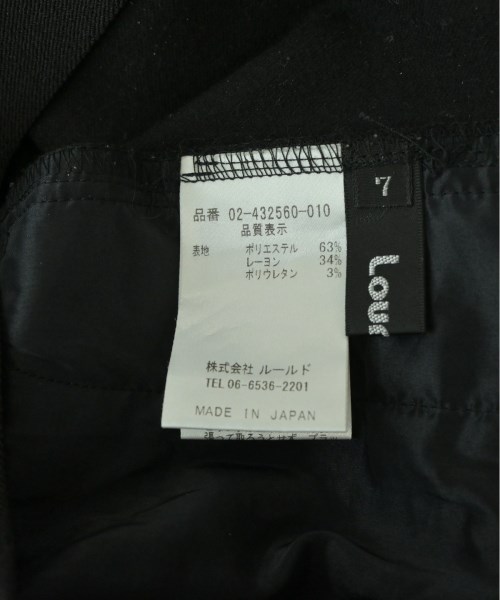 品番 02-432560-010
品質表示
表地 ポリエステル 63%
レーヨン 34%
ポリウレタン 3%
株式会社 ルールド
TEL 06-6536-2201
MADE IN JAPAN
7